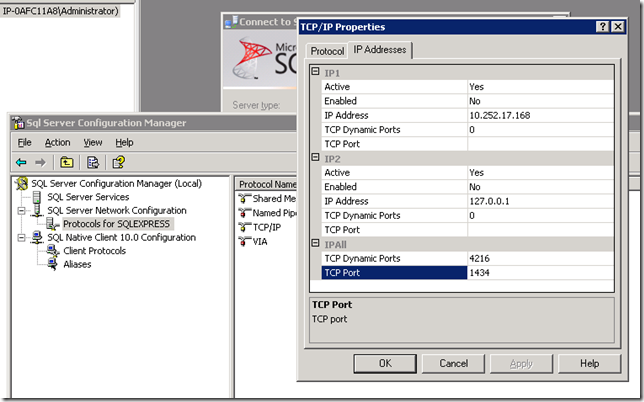 IP-0AFC11A8\Administrator)
Connect to S
Micr
SQ
Server type:
Sql Server Configuration Manager
File Action View Help
SQL Server Configuration Manager (Local)
SQL Server Services
SQL Server Network Configuration
Protocols for SQLEXPRESS
SQL Native Client 10.0 Configuration
Client Protocols
Aliases
Protocol Name
Shared Me
Named Pipe
TCP/IP
VIA
TCP/IP Properties
Protocol IP Addresses
IP1
Active Yes
Enabled No
IP Address 10.252.17.168
TCP Dynamic Ports 0
TCP Port
IP2
Active Yes
Enabled No
IP Address 127.0.0.1
TCP Dynamic Ports 0
TCP Port
IPAll
TCP Dynamic Ports 4216
TCP Port 1434
TCP Port
TCP port
OK Cancel Apply Help